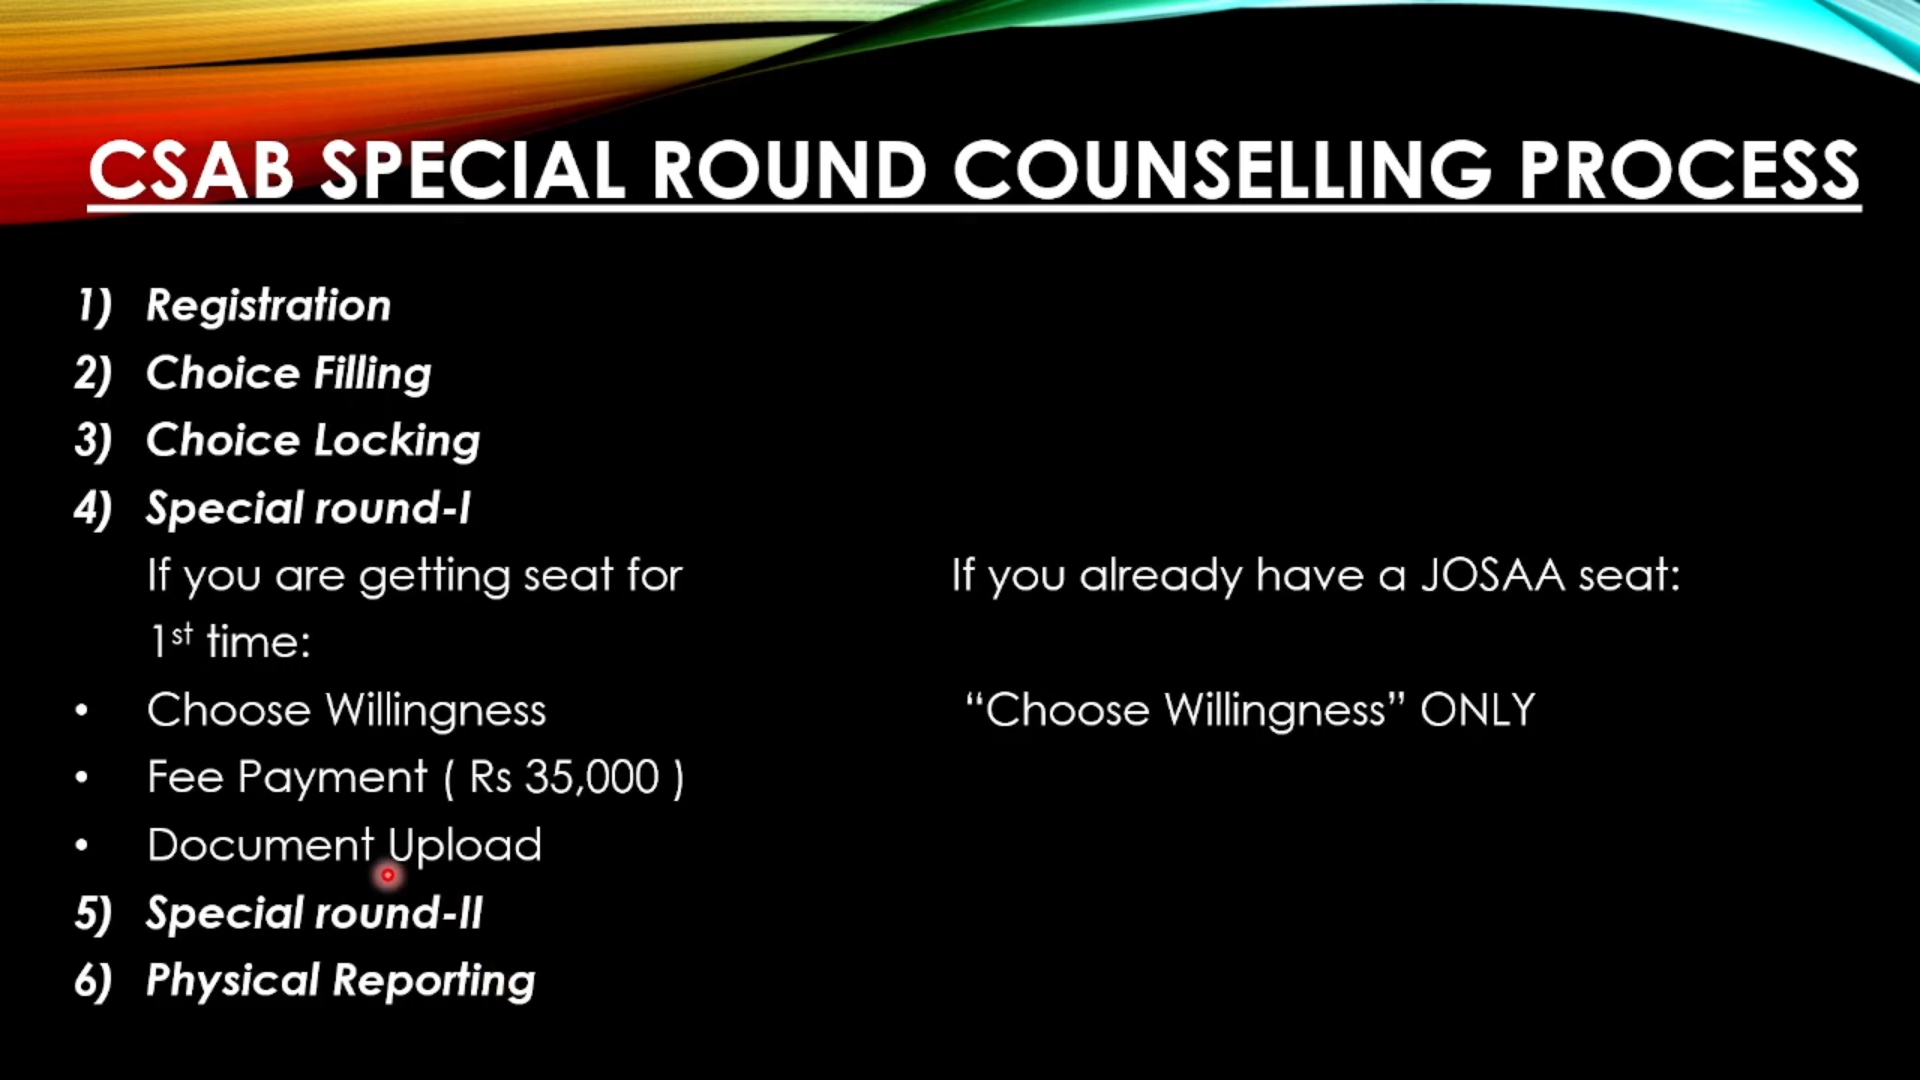 CSAB SPECIAL ROUND COUNSELLING PROCESS
1) Registration
2) Choice Filling
3) Choice Locking
4) Special round-I
If you are getting seat for
1st time:
If you already have a JOSAA seat:
• Choose Willingness
“Choose Willingness” ONLY
• Fee Payment ( Rs 35,000 )
• Document Upload
5) Special round-II
6) Physical Reporting